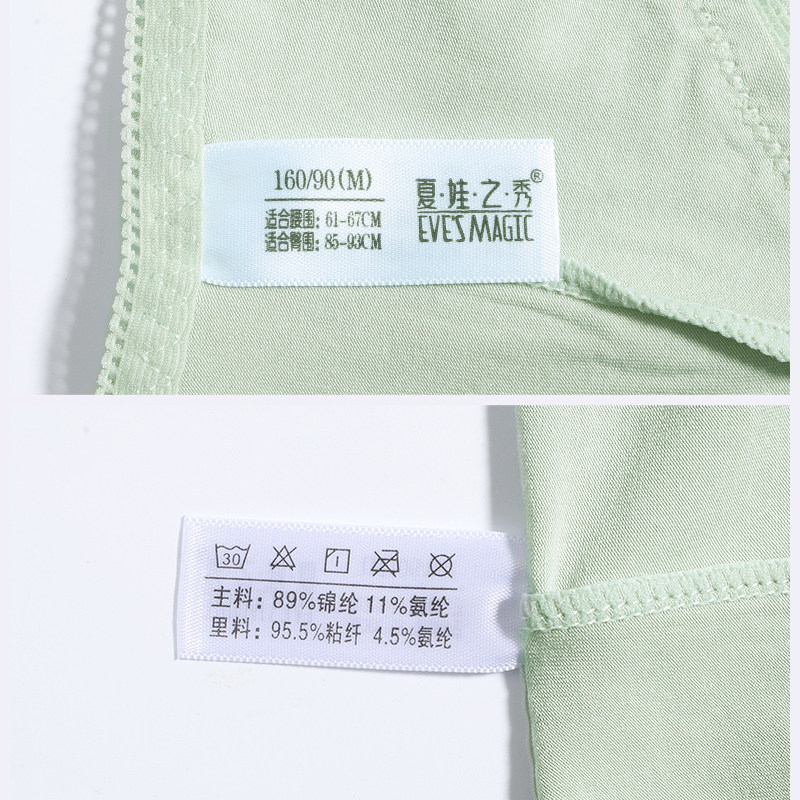 160/90(M)
适合腰围: 61-67CM
适合臀围: 85-93CM
夏·娃·之·秀®
EVE'S MAGIC
30
主料: 89%锦纶 11%氨纶
里料: 95.5%粘纤 4.5%氨纶